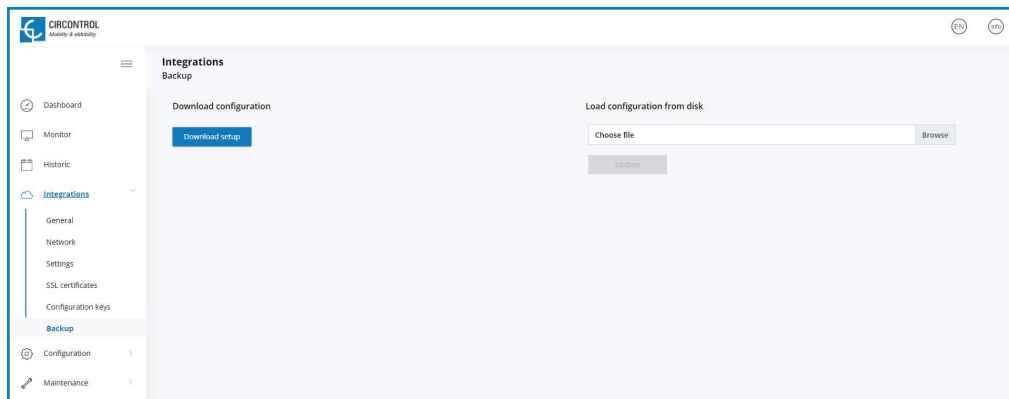 CIRCONTROL
Mobility & eMobility
EN
info
Integrations
Backup
Dashboard
Monitor
Historic
Integrations
General
Network
Settings
SSL certificates
Configuration keys
Backup
Configuration
Maintenance
Download configuration
Download setup
Load configuration from disk
Choose file
Browse
Update